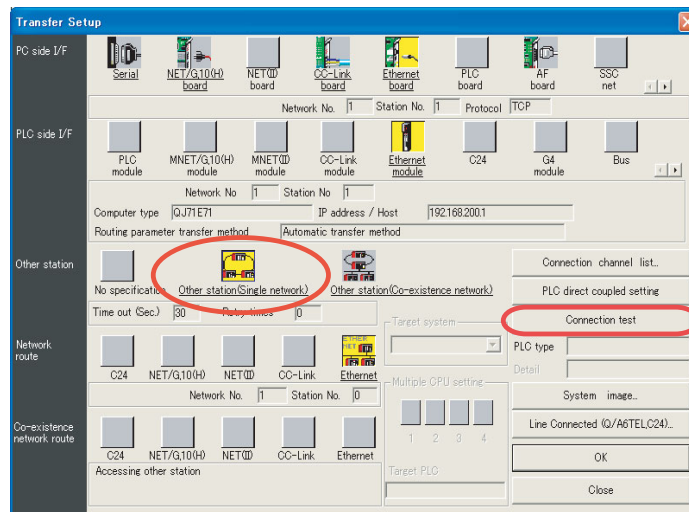 Transfer Setup
PC side I/F
Serial
NET/G,10(H) board
NET(II) board
CC-Link board
Ethernet board
PLC board
AF board
SSC net
Network No. 1 Station No. 1 Protocol TCP
PLC side I/F
PLC module
MNET/G,10(H) module
MNET(II) module
CC-Link module
Ethernet module
C24
G4 module
Bus
Network No 1 Station No 1
Computer type QJ71E71 IP address / Host 192.168.200.1
Routing parameter transfer method Automatic transfer method
Other station
No specification
Other station(Single network)
Other station(Co-existence network)
Time out (Sec.) 30 Retry times 0
Connection channel list...
PLC direct coupled setting
Connection test
PLC type
Detail
System image...
Line Connected (Q/A6TEL,C24)...
OK
Close
Target system
Multiple CPU setting
1 2 3 4
Target PLC
Network route
C24
NET/G,10(H)
NET(II)
CC-Link
ETHER NET
Ethernet
Network No. 1 Station No. 0
Co-existence network route
C24
NET/G,10(H)
NET(II)
CC-Link
Ethernet
Accessing other station